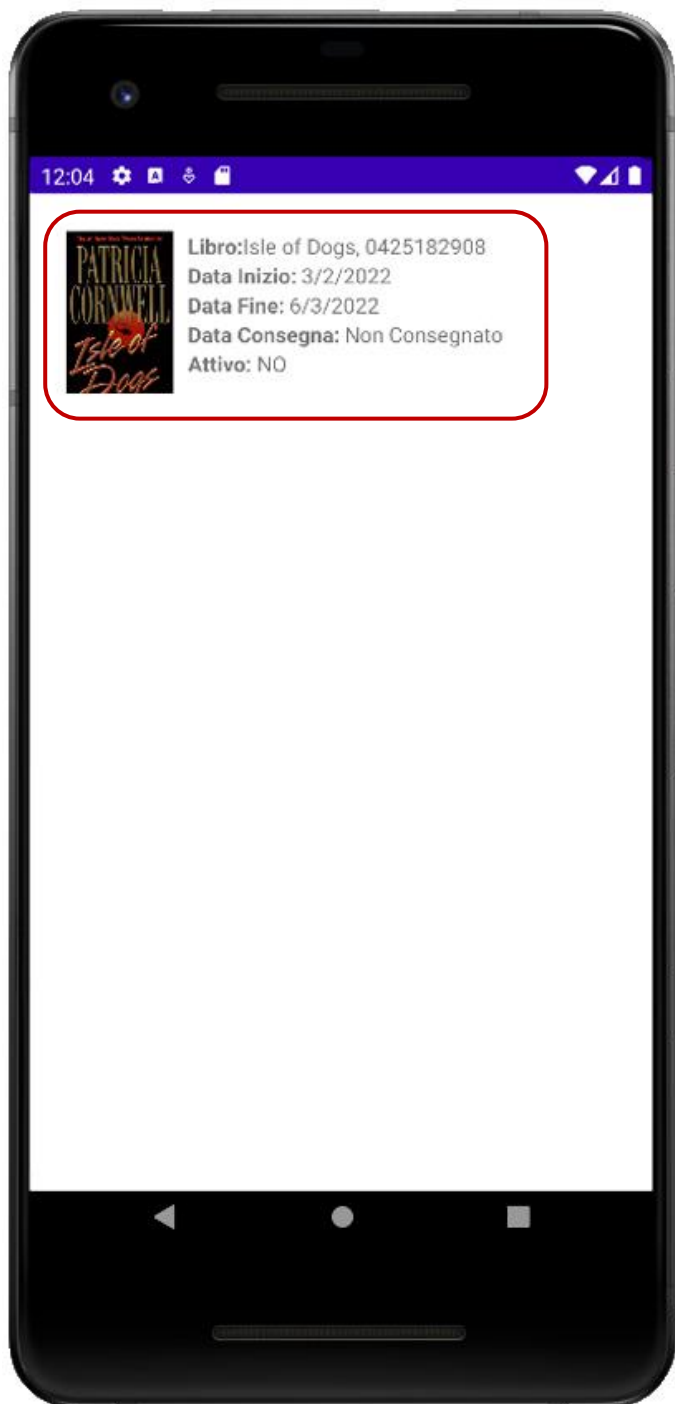 12:04
PATRICIA
CORNWELL
Isle of
Dogs
Libro:Isle of Dogs, 0425182908
Data Inizio: 3/2/2022
Data Fine: 6/3/2022
Data Consegna: Non Consegnato
Attivo: NO